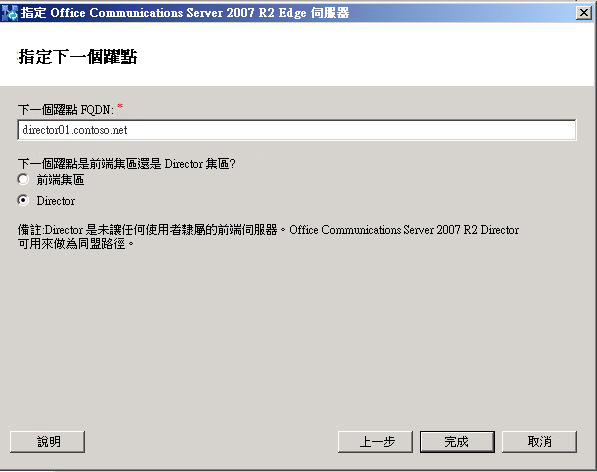 指定 Office Communications Server 2007 R2 Edge 伺服器
指定下一個躍點
下一個躍點 FQDN: *
director01.contoso.net
下一個躍點是前端集區還是 Director 集區?
前端集區
Director
備註:Director 是未讓任何使用者隸屬的前端伺服器。Office Communications Server 2007 R2 Director
可用來做為同盟路徑。
說明 上一步 完成 取消